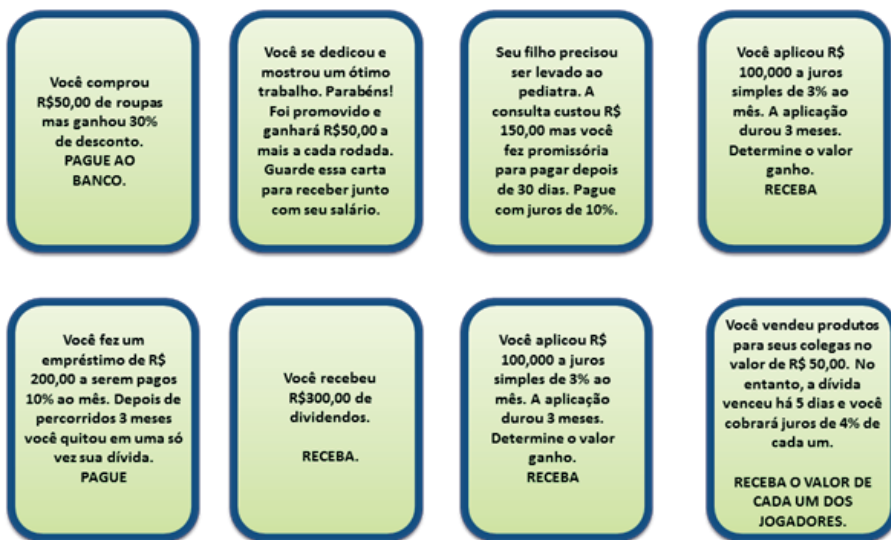 Você comprou
R$50,00 de roupas
mas ganhou 30%
de desconto.
PAGUE AO
BANCO.
Você se dedicou e
mostrou um ótimo
trabalho. Parabéns!
Foi promovido e
ganhará R$50,00 a
mais a cada rodada.
Guarde essa carta
para receber junto
com seu salário.
Seu filho precisou
ser levado ao
pediatra. A
consulta custou R$
150,00 mas você
fez promissória
para pagar depois
de 30 dias. Pague
com juros de 10%.
Você aplicou R$
100,000 a juros
simples de 3% ao
mês. A aplicação
durou 3 meses.
Determine o valor
ganho.
RECEBA
Você fez um
empréstimo de R$
200,00 a serem pagos
10% ao mês. Depois de
percorridos 3 meses
você quitou em uma só
vez sua dívida.
PAGUE
Você recebeu
R$300,00 de
dividendos.
RECEBA.
Você aplicou R$
100,000 a juros
simples de 3% ao
mês. A aplicação
durou 3 meses.
Determine o valor
ganho.
RECEBA
Você vendeu produtos
para seus colegas no
valor de R$ 50,00. No
entanto, a dívida
venceu há 5 dias e você
cobrará juros de 4% de
cada um.
RECEBA O VALOR DE
CADA UM DOS
JOGADORES.